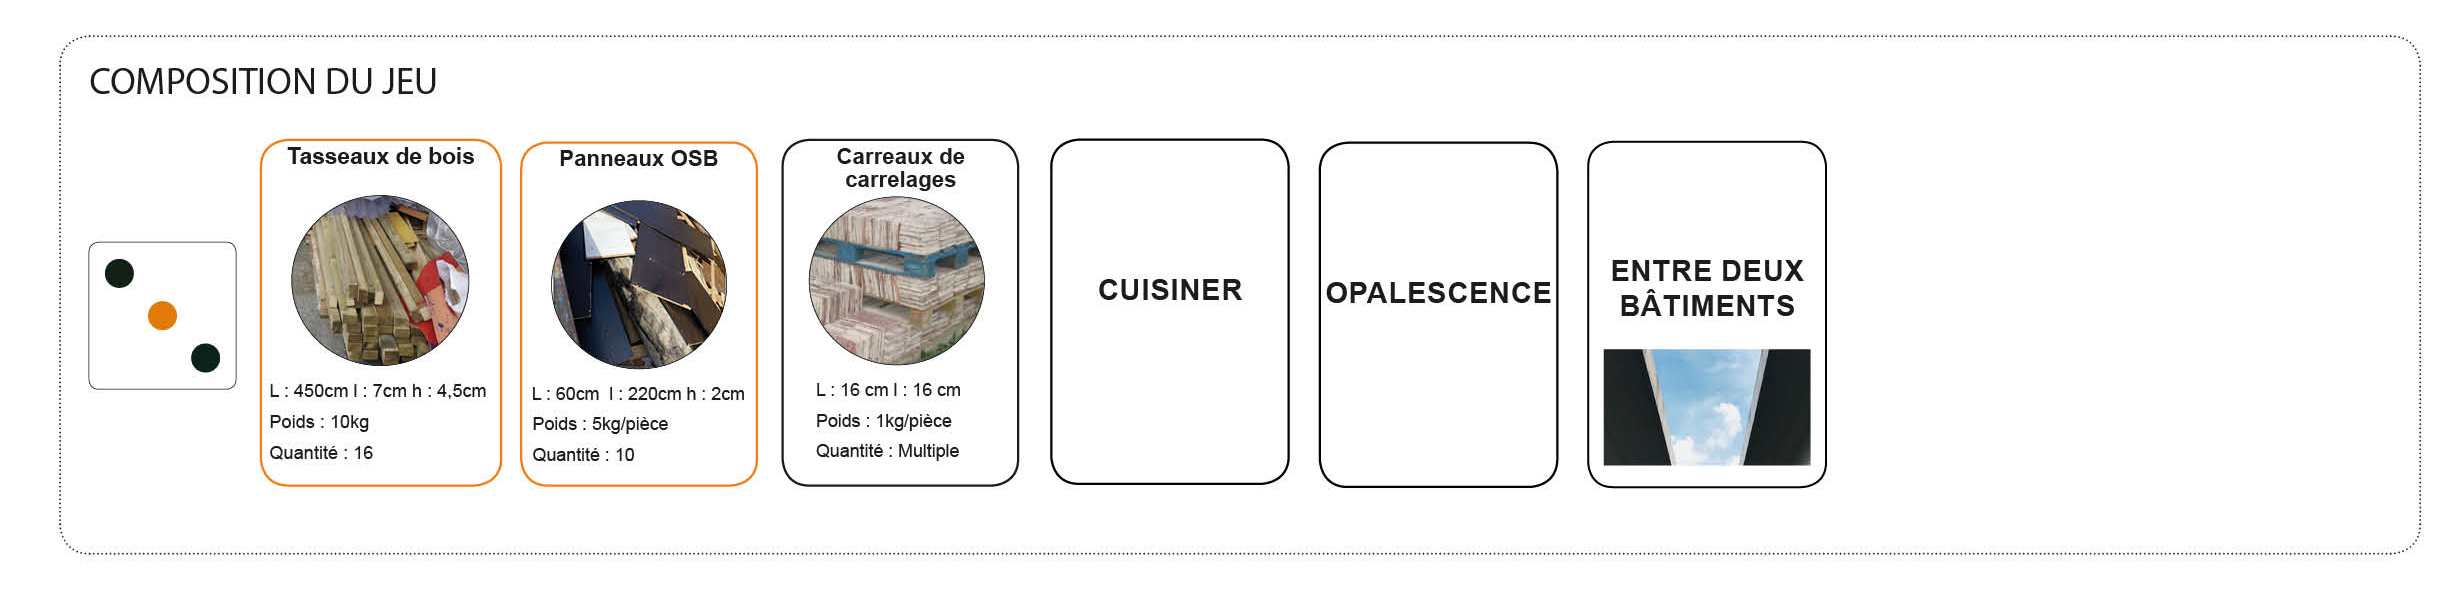 COMPOSITION DU JEU
Tasseaux de bois
L : 450cm l : 7cm h : 4,5cm
Poids : 10kg
Quantité : 16
Panneaux OSB
L : 60cm  l : 220cm h : 2cm
Poids : 5kg/pièce
Quantité : 10
Carreaux de
carrelages
L : 16 cm l : 16 cm
Poids : 1kg/pièce
Quantité : Multiple
CUISINER
OPALESCENCE
ENTRE DEUX
BÂTIMENTS